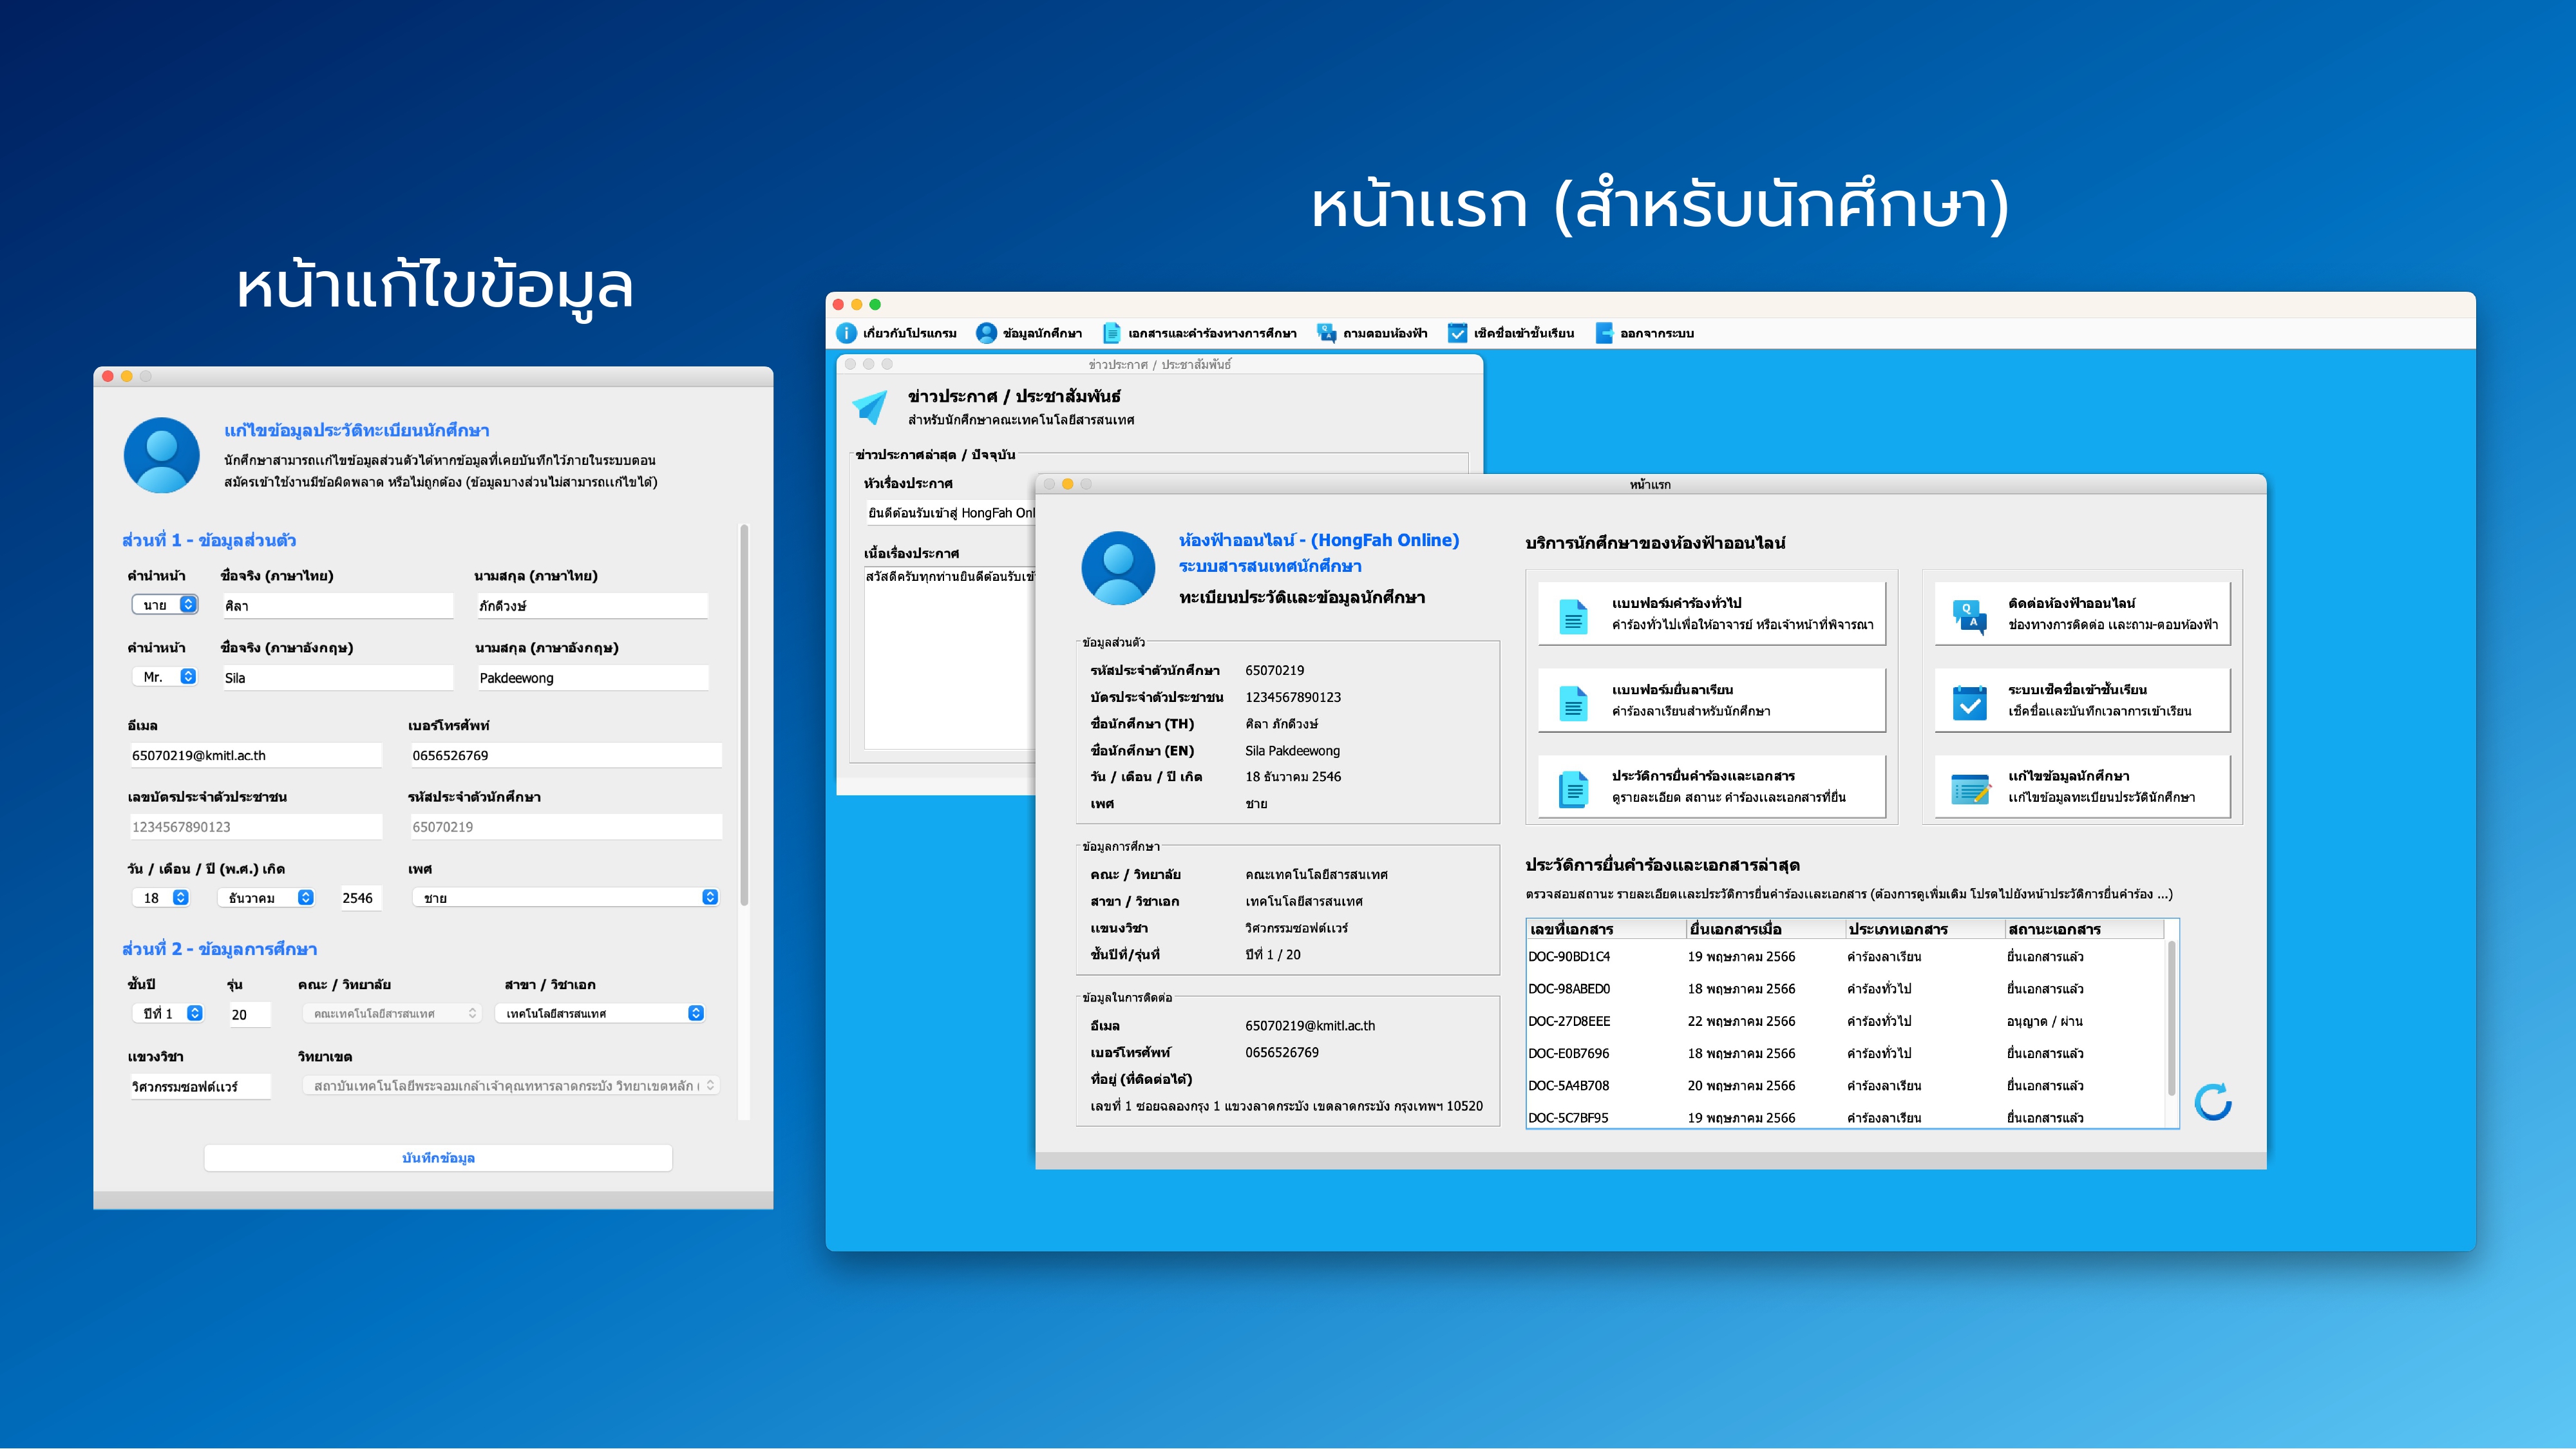 หน้าแก้ไขข้อมูล
แก้ไขข้อมูลประวัติทะเบียนนักศึกษา
นักศึกษาสามารถแก้ไขข้อมูลส่วนตัวได้หากข้อมูลที่เคยบันทึกไว้ภายในระบบตอน
สมัครเข้าใช้งานมีข้อผิดพลาด หรือไม่ถูกต้อง (ข้อมูลบางส่วนไม่สามารถแก้ไขได้)
ส่วนที่ 1 - ข้อมูลส่วนตัว
คำนำหน้า ชื่อจริง (ภาษาไทย) นามสกุล (ภาษาไทย)
นาย ศิลา ภักดีวงษ์
คำนำหน้า ชื่อจริง (ภาษาอังกฤษ) นามสกุล (ภาษาอังกฤษ)
Mr. Sila Pakdeewong
อีเมล เบอร์โทรศัพท์
65070219@kmitl.ac.th 0656526769
เลขบัตรประจำตัวประชาชน รหัสประจำตัวนักศึกษา
1234567890123 65070219
วัน / เดือน / ปี (พ.ศ.) เกิด เพศ
18 ธันวาคม 2546 ชาย
ส่วนที่ 2 - ข้อมูลการศึกษา
ชั้นปี รุ่น คณะ / วิทยาลัย สาขา / วิชาเอก
ปีที่ 1 20 คณะเทคโนโลยีสารสนเทศ เทคโนโลยีสารสนเทศ
แขวงวิชา วิทยาเขต
วิศวกรรมซอฟต์แวร์ สถาบันเทคโนโลยีพระจอมเกล้าเจ้าคุณทหารลาดกระบัง วิทยาเขตหลัก (
บันทึกข้อมูล
หน้าแรก (สำหรับนักศึกษา)
เกี่ยวกับโปรแกรม ข้อมูลนักศึกษา เอกสารและคำร้องทางการศึกษา ถามตอบห้องฟ้า เช็คชื่อเข้าชั้นเรียน ออกจากระบบ
ข่าวประกาศ / ประชาสัมพันธ์
ข่าวประกาศ / ประชาสัมพันธ์
สำหรับนักศึกษาคณะเทคโนโลยีสารสนเทศ
ข่าวประกาศล่าสุด / ปัจจุบัน
หัวเรื่องประกาศ
ยินดีต้อนรับเข้าสู่ HongFah Onl
เนื้อเรื่องประกาศ
สวัสดีครับทุกท่านยินดีต้อนรับเข้
หน้าแรก
ห้องฟ้าออนไลน์ - (HongFah Online)
ระบบสารสนเทศนักศึกษา
ทะเบียนประวัติและข้อมูลนักศึกษา
ข้อมูลส่วนตัว
รหัสประจำตัวนักศึกษา 65070219
บัตรประจำตัวประชาชน 1234567890123
ชื่อนักศึกษา (TH) ศิลา ภักดีวงษ์
ชื่อนักศึกษา (EN) Sila Pakdeewong
วัน / เดือน / ปี เกิด 18 ธันวาคม 2546
เพศ ชาย
ข้อมูลการศึกษา
คณะ / วิทยาลัย คณะเทคโนโลยีสารสนเทศ
สาขา / วิชาเอก เทคโนโลยีสารสนเทศ
แขนงวิชา วิศวกรรมซอฟต์แวร์
ชั้นปีที่/รุ่นที่ ปีที่ 1 / 20
ข้อมูลในการติดต่อ
อีเมล 65070219@kmitl.ac.th
เบอร์โทรศัพท์ 0656526769
ที่อยู่ (ที่ติดต่อได้)
เลขที่ 1 ซอยฉลองกรุง 1 แขวงลาดกระบัง เขตลาดกระบัง กรุงเทพฯ 10520
บริการนักศึกษาของห้องฟ้าออนไลน์
แบบฟอร์มคำร้องทั่วไป
คำร้องทั่วไปเพื่อให้อาจารย์ หรือเจ้าหน้าที่พิจารณา
แบบฟอร์มยื่นลาเรียน
คำร้องลาเรียนสำหรับนักศึกษา
ประวัติการยื่นคำร้องและเอกสาร
ดูรายละเอียด สถานะ คำร้องและเอกสารที่ยื่น
Q A
ติดต่อห้องฟ้าออนไลน์
ช่องทางการติดต่อ และถาม-ตอบห้องฟ้า
ระบบเช็คชื่อเข้าชั้นเรียน
เช็คชื่อและบันทึกเวลาการเข้าเรียน
แก้ไขข้อมูลนักศึกษา
แก้ไขข้อมูลทะเบียนประวัตินักศึกษา
ประวัติการยื่นคำร้องและเอกสารล่าสุด
ตรวจสอบสถานะ รายละเอียดและประวัติการยื่นคำร้องและเอกสาร (ต้องการดูเพิ่มเติม โปรดไปยังหน้าประวัติการยื่นคำร้อง ...)
เลขที่เอกสาร ยื่นเอกสารเมื่อ ประเภทเอกสาร สถานะเอกสาร
DOC-90BD1C4 19 พฤษภาคม 2566 คำร้องลาเรียน ยื่นเอกสารแล้ว
DOC-98ABED0 18 พฤษภาคม 2566 คำร้องทั่วไป ยื่นเอกสารแล้ว
DOC-27D8EEE 22 พฤษภาคม 2566 คำร้องทั่วไป อนุญาต / ผ่าน
DOC-E0B7696 18 พฤษภาคม 2566 คำร้องทั่วไป ยื่นเอกสารแล้ว
DOC-5A4B708 20 พฤษภาคม 2566 คำร้องลาเรียน ยื่นเอกสารแล้ว
DOC-5C7BF95 19 พฤษภาคม 2566 คำร้องลาเรียน ยื่นเอกสารแล้ว